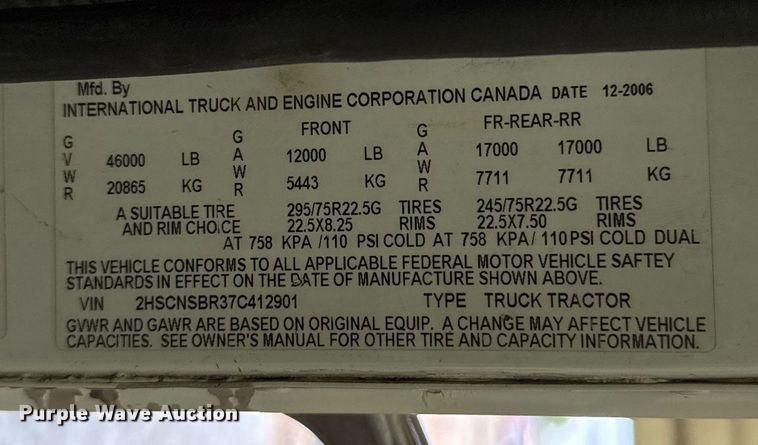 Mfd. By
INTERNATIONAL TRUCK AND ENGINE CORPORATION CANADA DATE 12-2006
GVWR 46000 LB GAWR FRONT 12000 LB GAWR FR-REAR-RR 17000 17000 LB
20865 KG 5443 KG 7711 7711 KG
A SUITABLE TIRE 295/75R22.5G TIRES 245/75R22.5G TIRES
AND RIM CHOICE 22.5X8.25 RIMS 22.5X7.50 RIMS
AT 758 KPA /110 PSI COLD AT 758 KPA/ 110 PSI COLD DUAL
THIS VEHICLE CONFORMS TO ALL APPLICABLE FEDERAL MOTOR VEHICLE SAFTEY
STANDARDS IN EFFECT ON THE DATE OF MANUFACTURE SHOWN ABOVE.
VIN 2HSCNSBR37C412901 TYPE TRUCK TRACTOR
GVWR AND GAWR ARE BASED ON ORIGINAL EQUIP. A CHANGE MAY AFFECT VEHICLE
CAPACITIES. SEE OWNER'S MANUAL FOR OTHER TIRE AND CAPACITY INFORMATION.
Purple Wave Auction